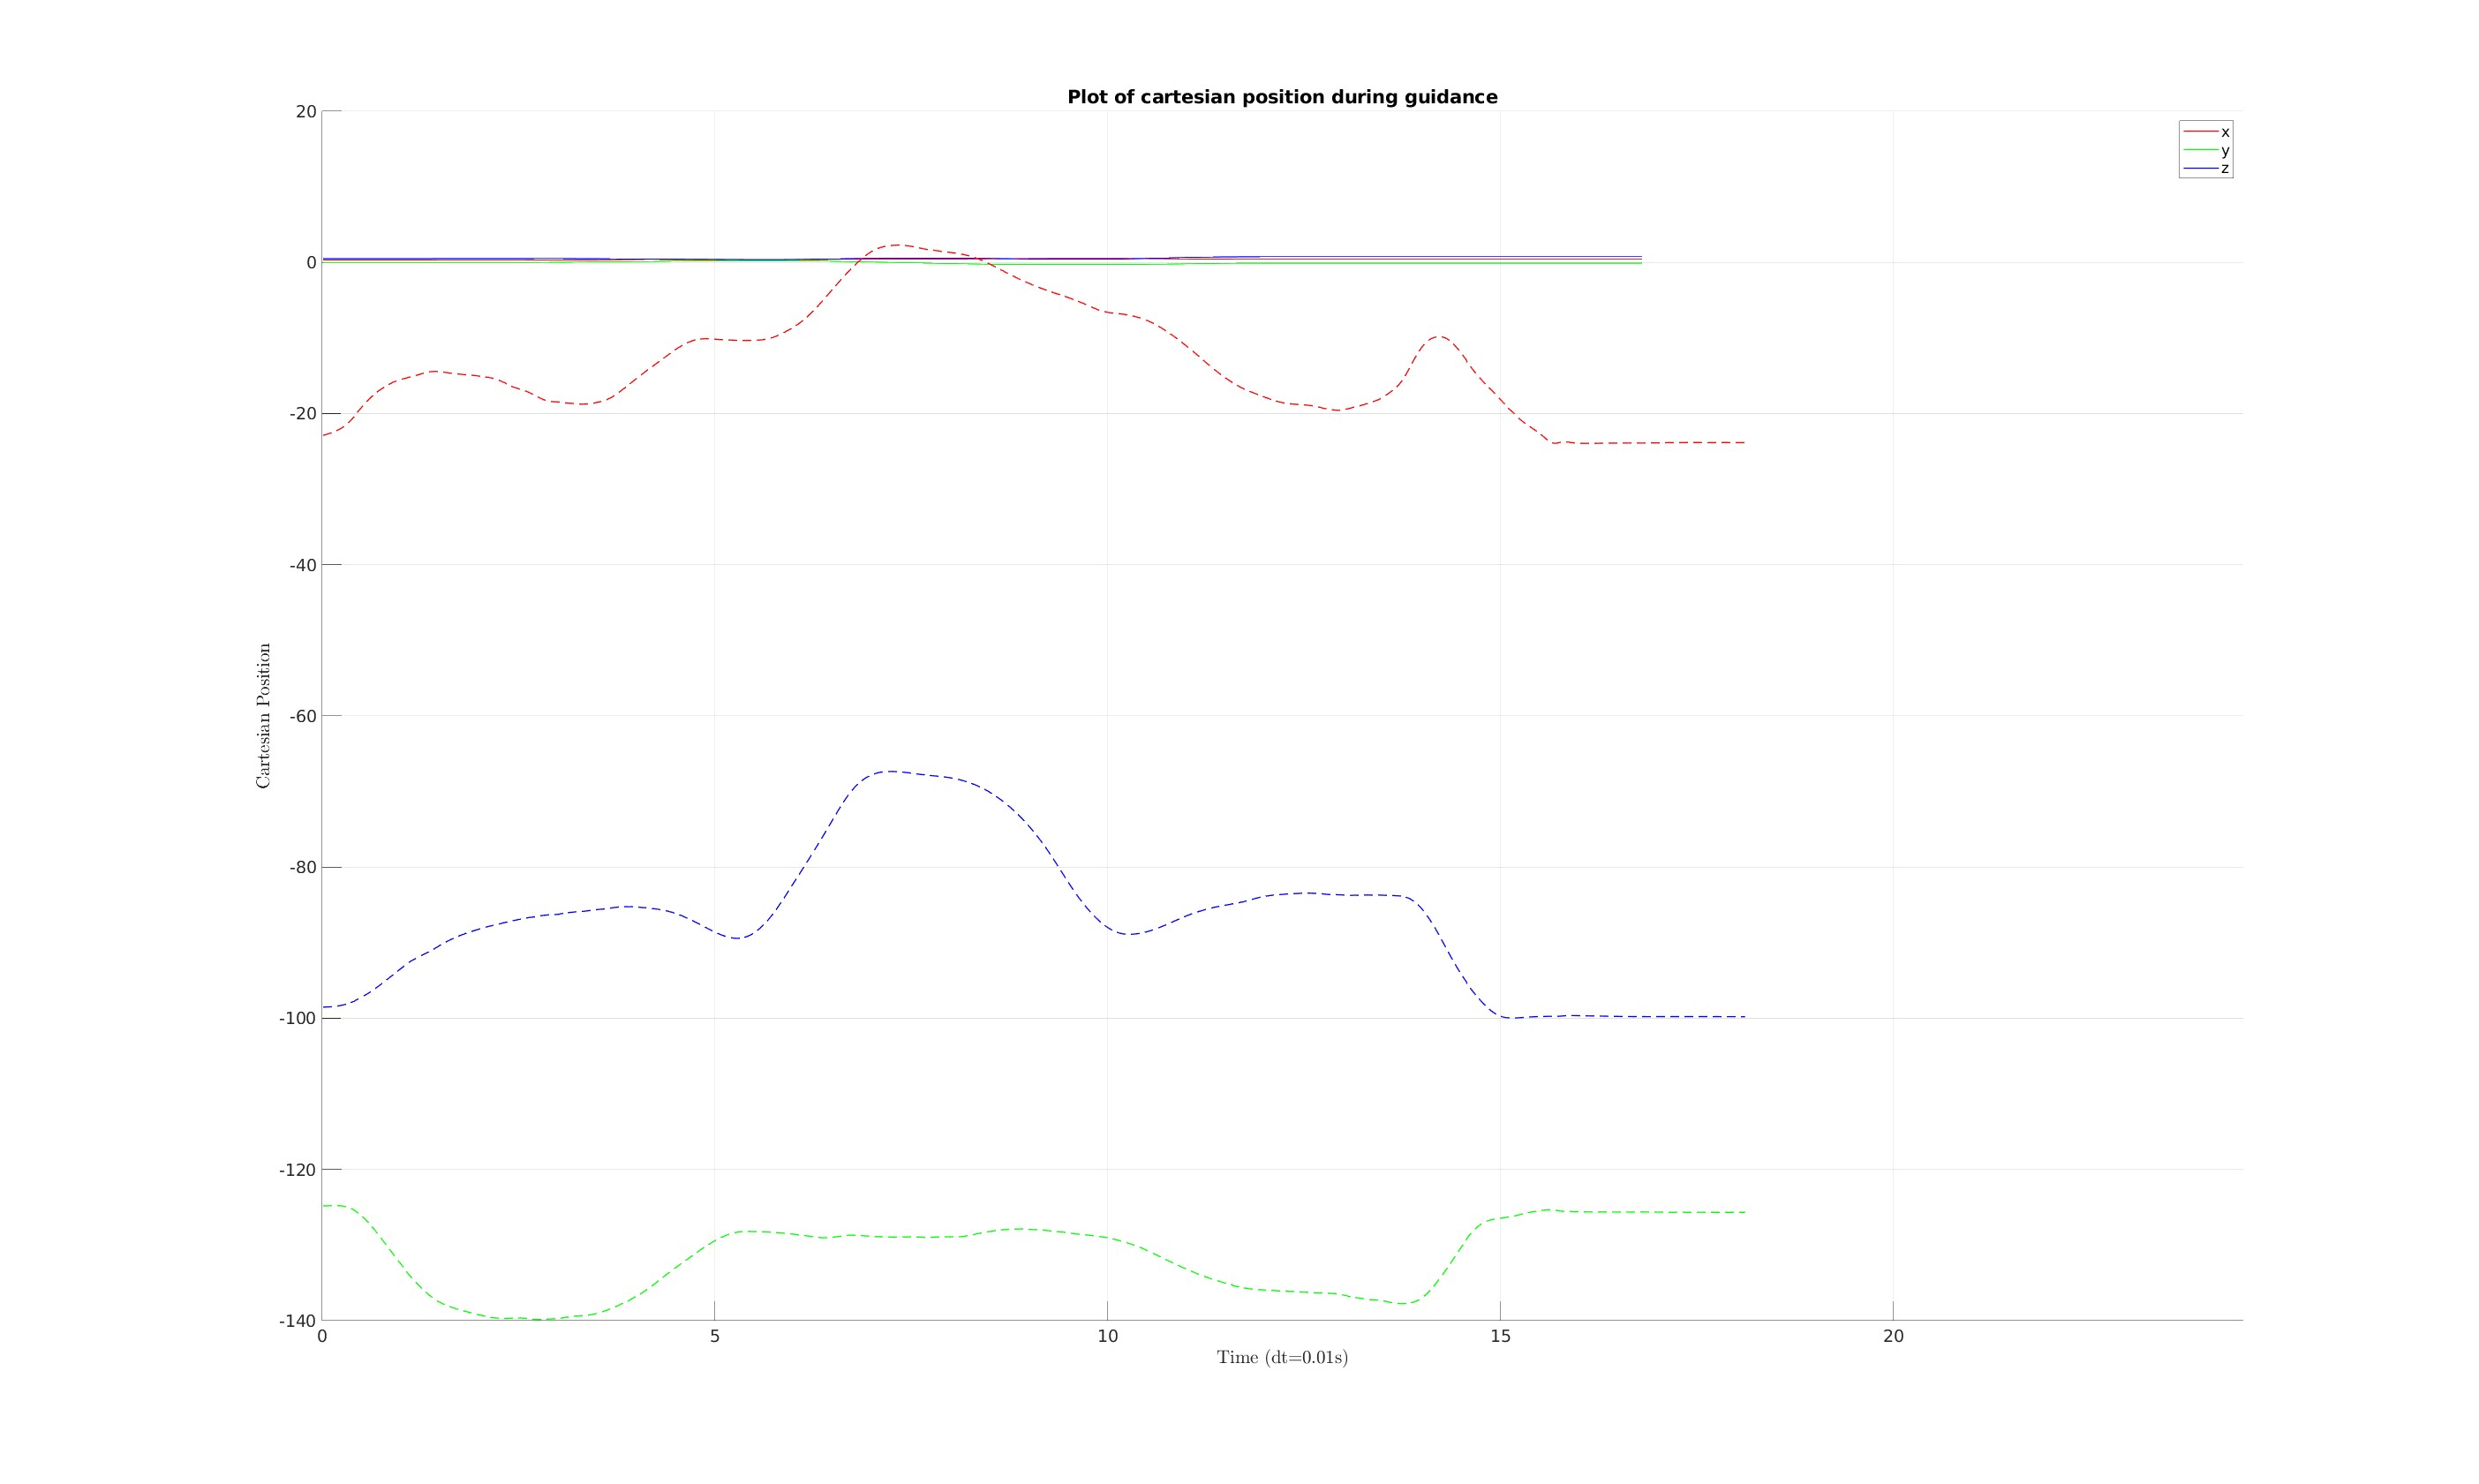 Plot of cartesian position during guidance
20
0
-20
-40
-60
-80
-100
-120
-140
Cartesian Position
0
5
10
15
20
Time (dt=0.01s)
x
y
z